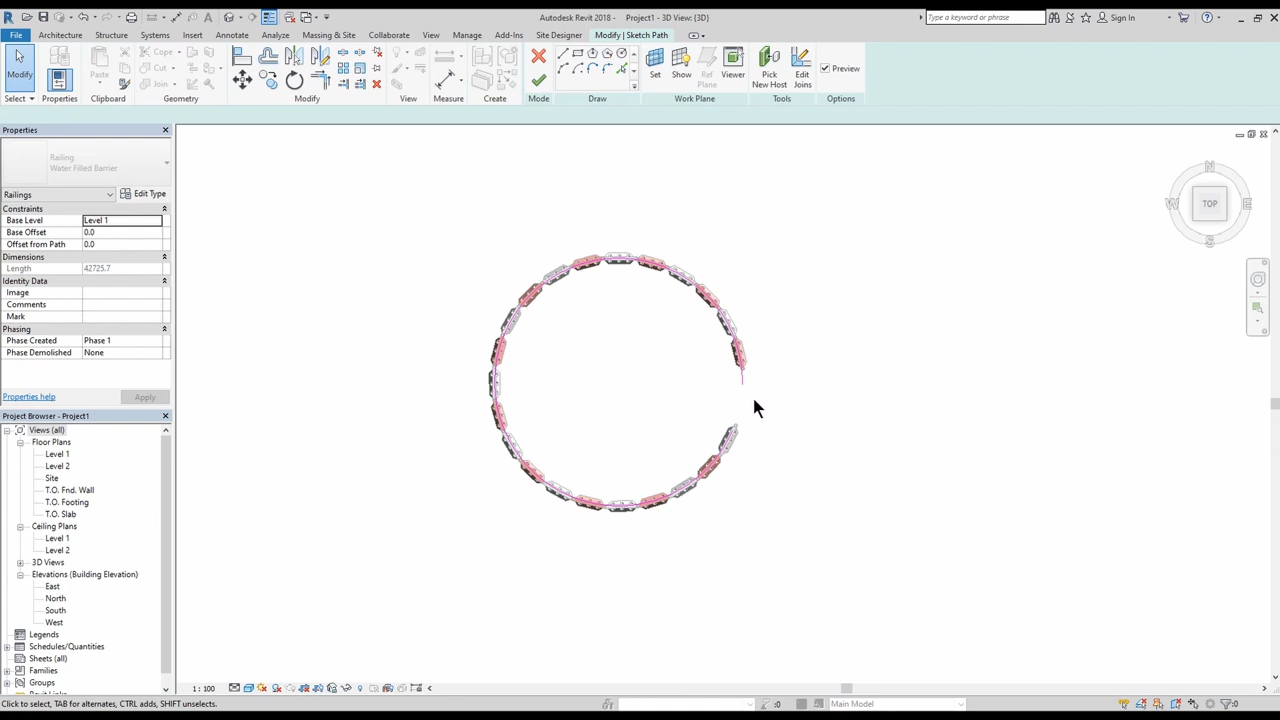 Autodesk Revit 2018 - Project1 - 3D View: {3D}
Type a keyword or phrase
Sign In
File Architecture Structure Systems Insert Annotate Analyze Massing & Site Collaborate View Manage Add-Ins Site Designer Modify | Sketch Path
Modify
Select
Properties
Paste
Clipboard
Cope
Cut
Join
Geometry
Modify
View
Measure
Create
Mode
Draw
Set
Show
Ref
Plane
Viewer
Work Plane
Pick
New Host
Edit
Joins
Tools
Preview
Options
Properties
Railing
Water Filled Barrier
Railings
Edit Type
Constraints
Base Level Level 1
Base Offset 0.0
Offset from Path 0.0
Dimensions
Length 42725.7
Identity Data
Image
Comments
Mark
Phasing
Phase Created Phase 1
Phase Demolished None
Properties help
Apply
Project Browser - Project1
Views (all)
Floor Plans
Level 1
Level 2
Site
T.O. Fnd. Wall
T.O. Footing
T.O. Slab
Ceiling Plans
Level 1
Level 2
3D Views
Elevations (Building Elevation)
East
North
South
West
Legends
Schedules/Quantities
Sheets (all)
Families
Groups
N
W
TOP
E
S
1 : 100
Click to select, TAB for alternates, CTRL adds, SHIFT unselects.
:0
Main Model
:0